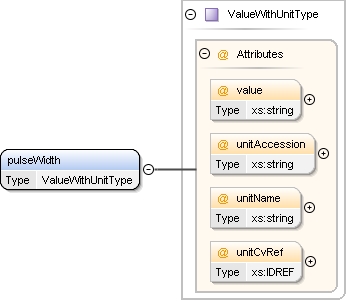 ValueWithUnitType
@ Attributes
@ value
Type xs:string
@ unitAccession
Type xs:string
pulseWidth
Type ValueWithUnitType
@ unitName
Type xs:string
@ unitCvRef
Type xs:IDREF